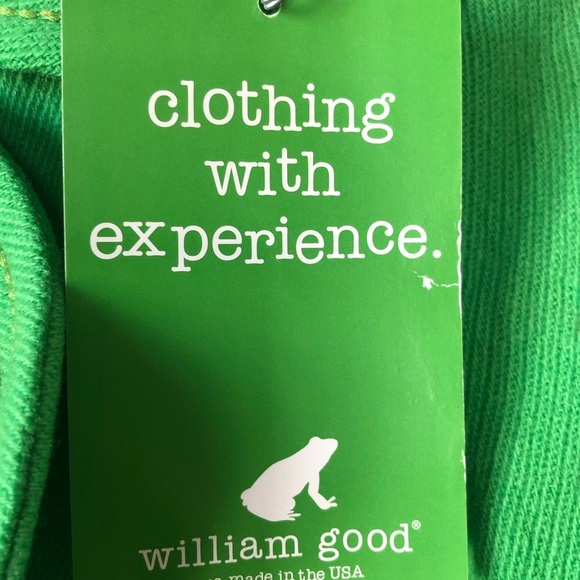 clothing
with
experience.
william good®
made in the USA